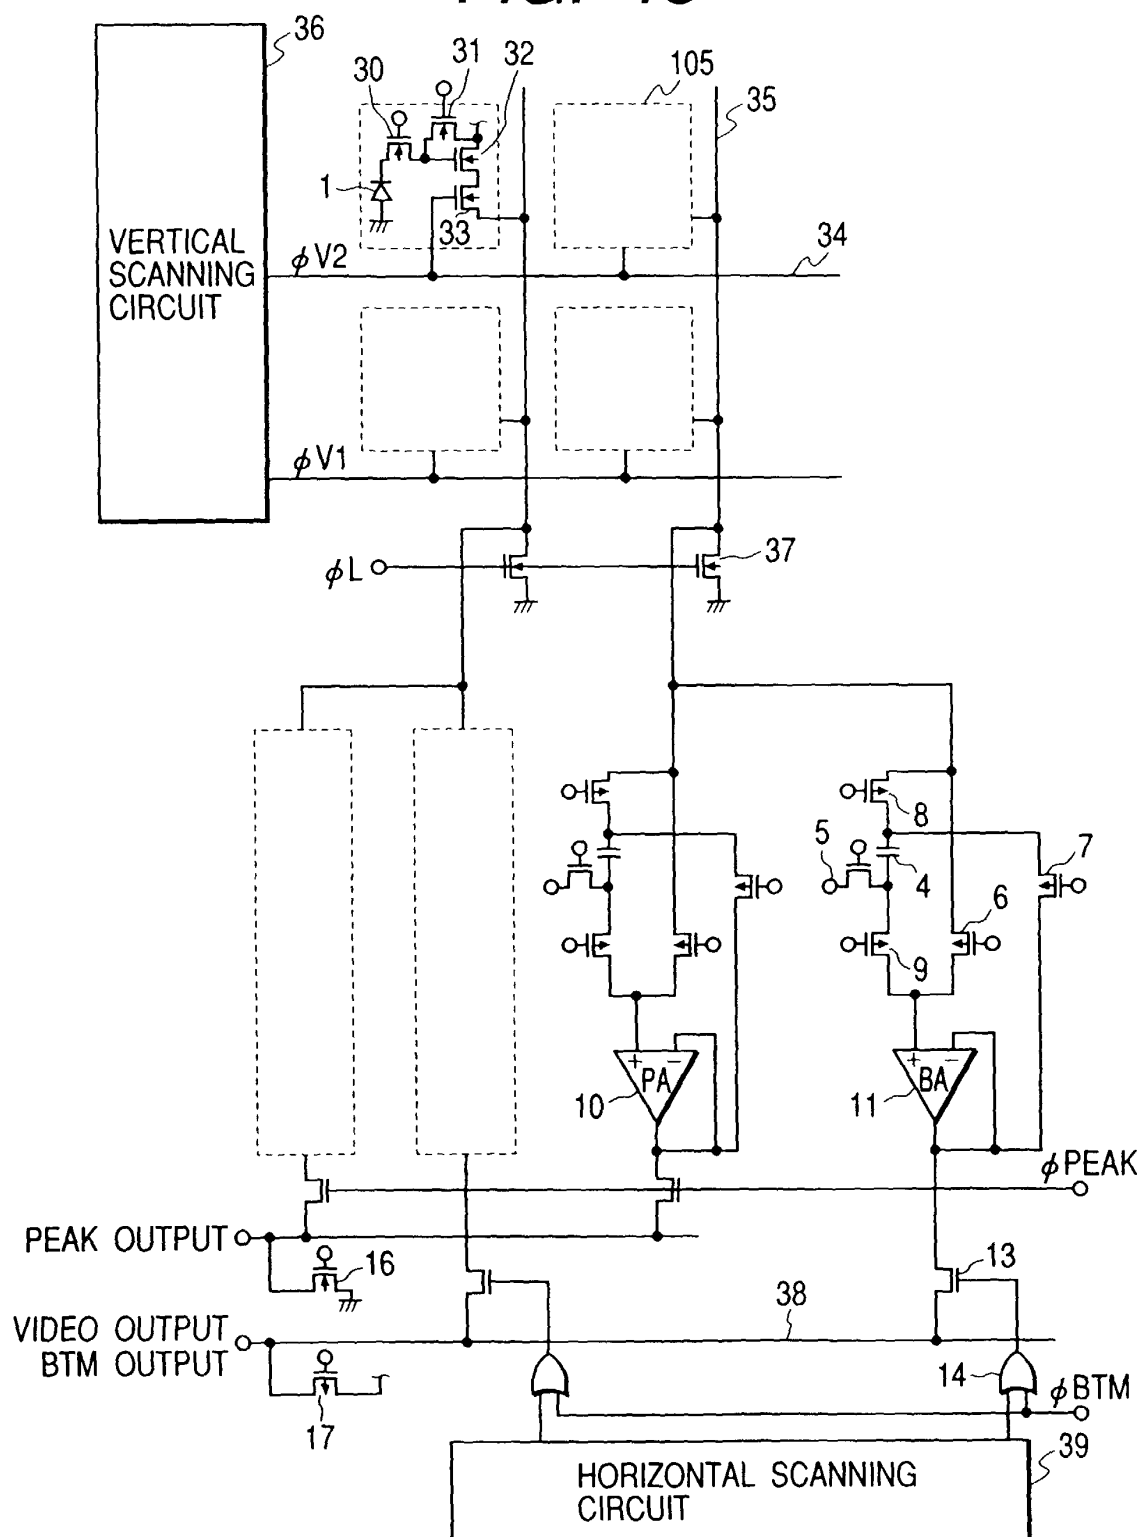 36
30
31
32
105
35
1
33
34
VERTICAL
SCANNING
CIRCUIT
ϕV2
ϕV1
ϕL
37
8
5
4
7
6
9
+ −
PA
10
+ −
BA
11
ϕPEAK
PEAK OUTPUT
16
13
VIDEO OUTPUT
BTM OUTPUT
38
17
14
ϕBTM
39
HORIZONTAL SCANNING
CIRCUIT